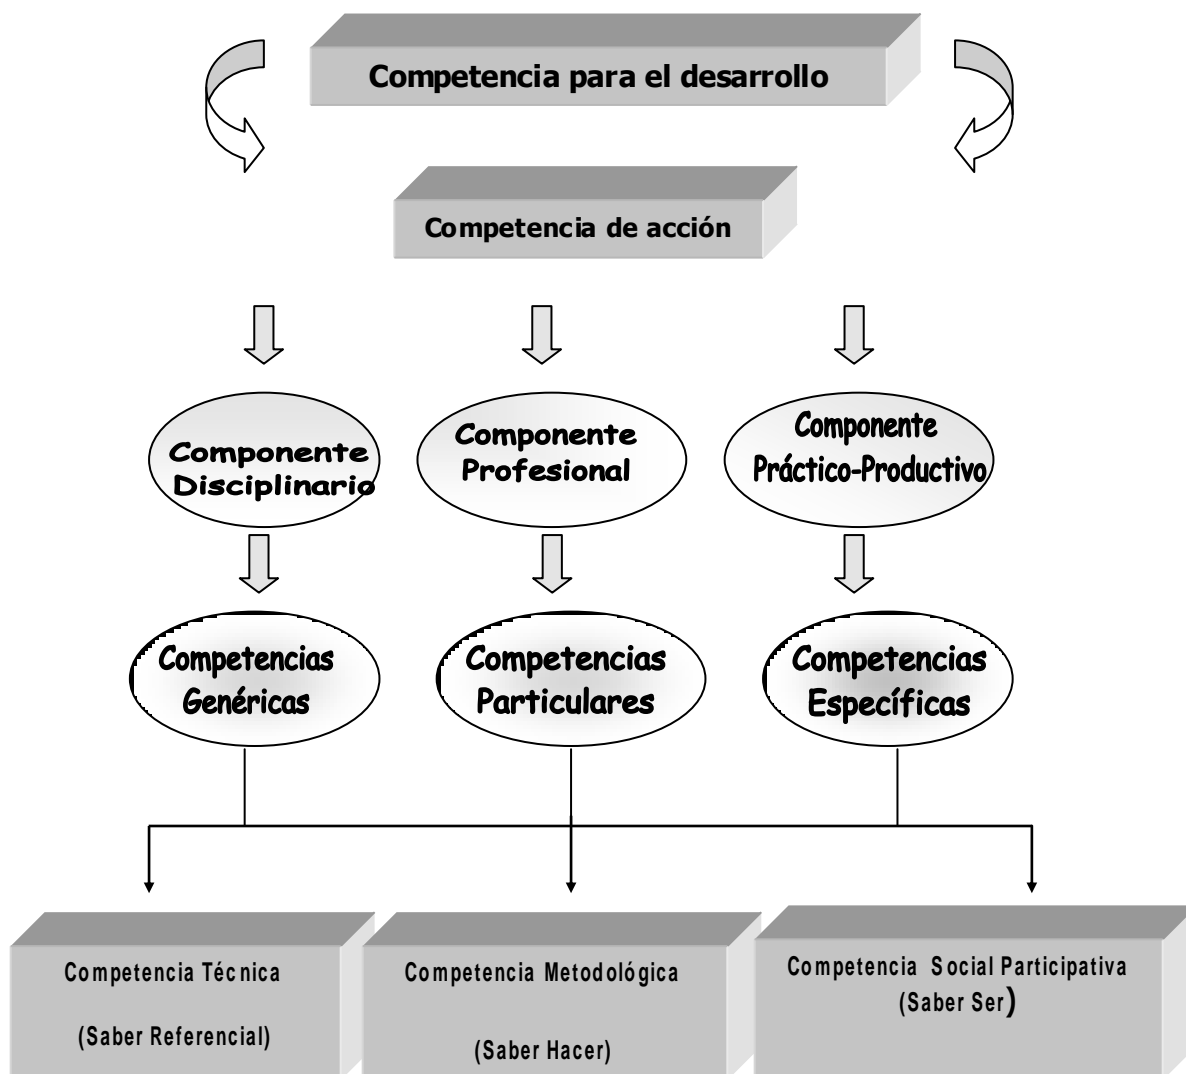 Competencia para el desarrollo
Competencia de acción
Componente
Disciplinario
Componente
Profesional
Componente
Práctico-Productivo
Competencias
Genéricas
Competencias
Particulares
Competencias
Específicas
Competencia Técnica
(Saber Referencial)
Competencia Metodológica
(Saber Hacer)
Competencia Social Participativa
(Saber Ser)